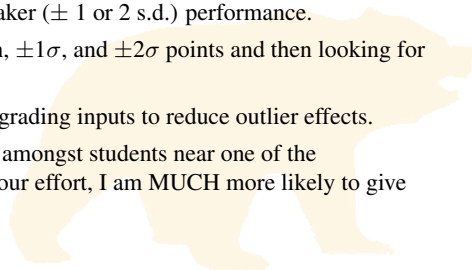 aker (± 1 or 2 s.d.) performance.
, ±1σ, and ±2σ points and then looking for
grading inputs to reduce outlier effects.
amongst students near one of the
our effort, I am MUCH more likely to give